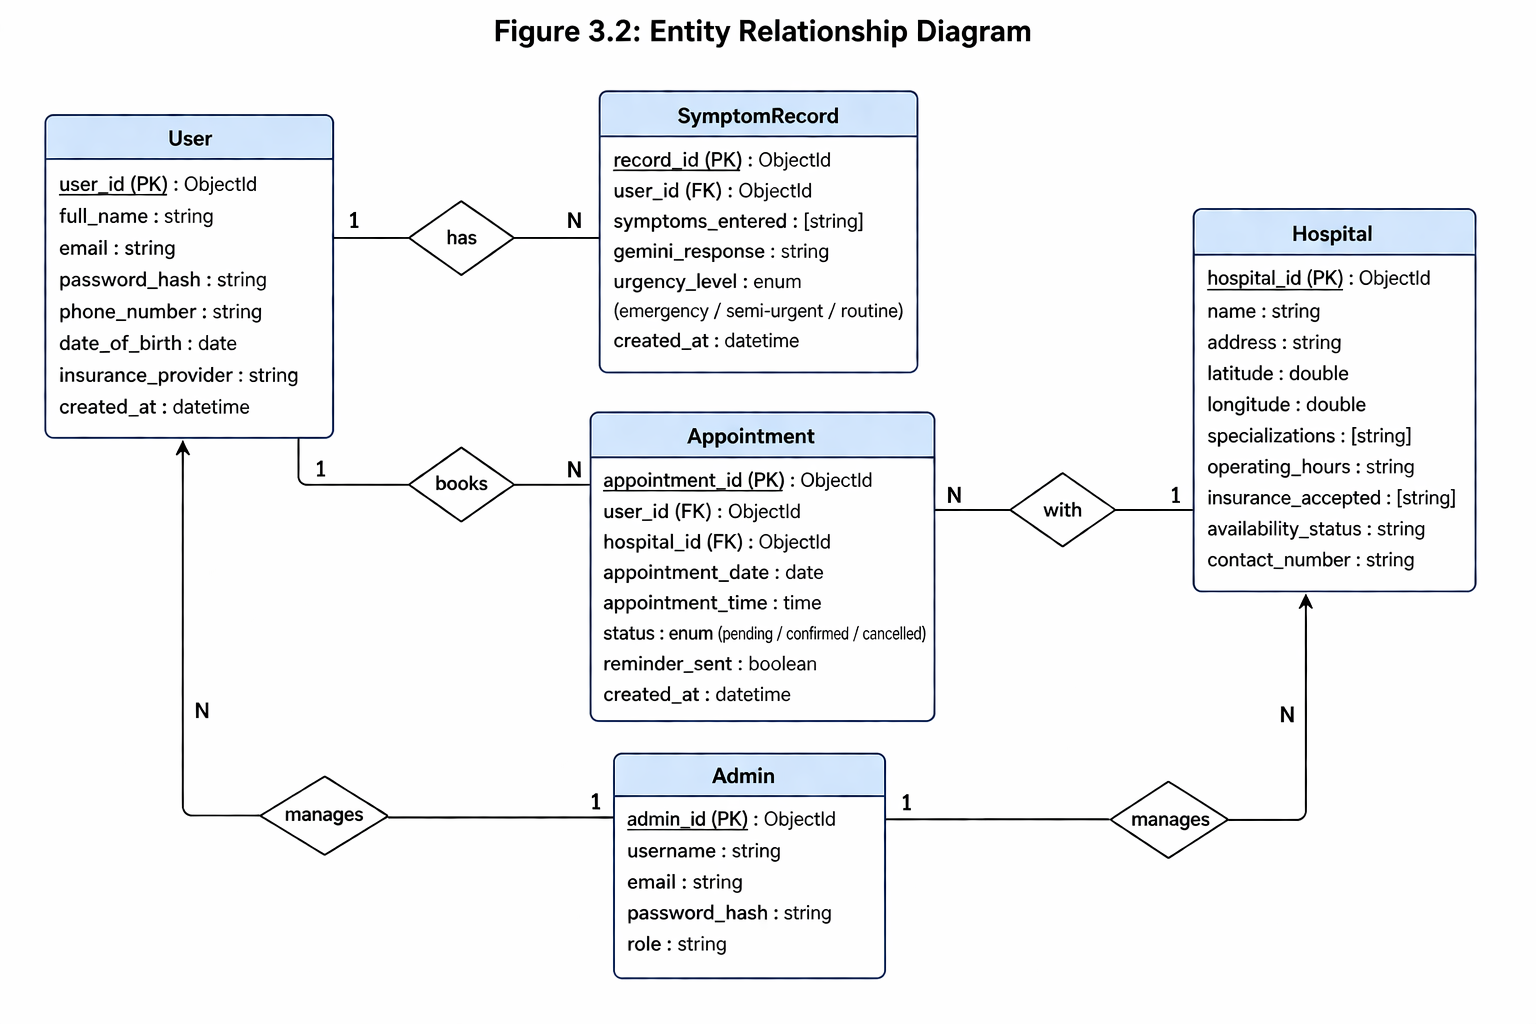 Figure 3.2: Entity Relationship Diagram
User
user_id (PK) : ObjectId
full_name : string
email : string
password_hash : string
phone_number : string
date_of_birth : date
insurance_provider : string
created_at : datetime
1
has
N
SymptomRecord
record_id (PK) : ObjectId
user_id (FK) : ObjectId
symptoms_entered : [string]
gemini_response : string
urgency_level : enum
(emergency / semi-urgent / routine)
created_at : datetime
1
books
N
Appointment
appointment_id (PK) : ObjectId
user_id (FK) : ObjectId
hospital_id (FK) : ObjectId
appointment_date : date
appointment_time : time
status : enum (pending / confirmed / cancelled)
reminder_sent : boolean
created_at : datetime
N
with
1
Hospital
hospital_id (PK) : ObjectId
name : string
address : string
latitude : double
longitude : double
specializations : [string]
operating_hours : string
insurance_accepted : [string]
availability_status : string
contact_number : string
N
manages
1
Admin
admin_id (PK) : ObjectId
username : string
email : string
password_hash : string
role : string
1
manages
N